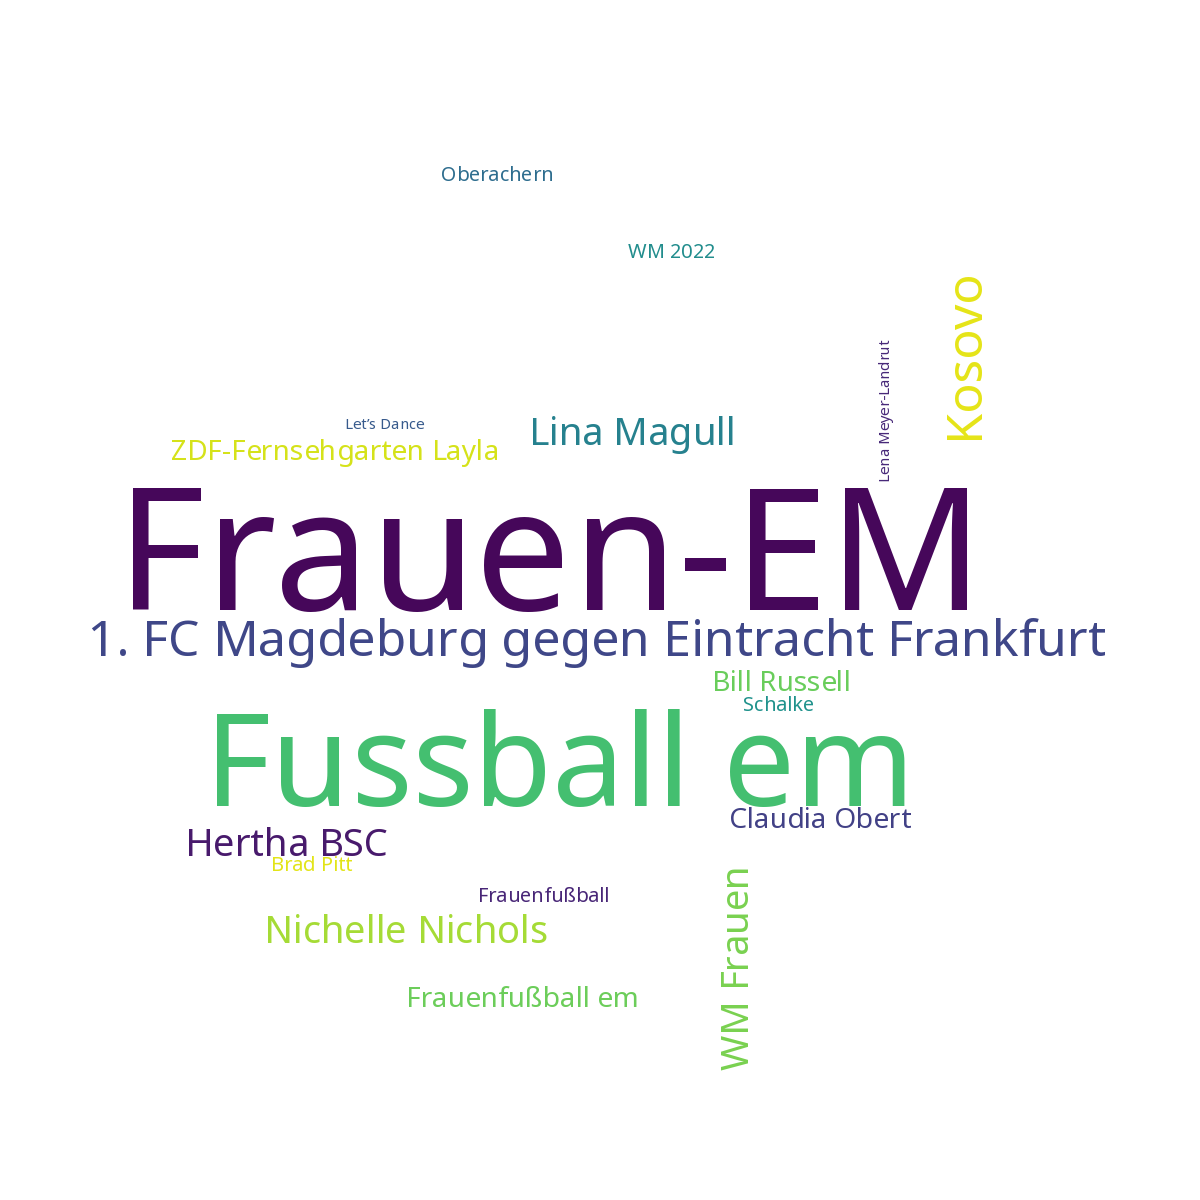 Oberachern
WM 2022
Kosovo
Lena Meyer-Landrut
Let’s Dance
Lina Magull
ZDF-Fernsehgarten Layla
Frauen-EM
1. FC Magdeburg gegen Eintracht Frankfurt
Bill Russell
Schalke
Fussball em
Claudia Obert
Hertha BSC
Brad Pitt
Frauenfußball
Nichelle Nichols
WM Frauen
Frauenfußball em